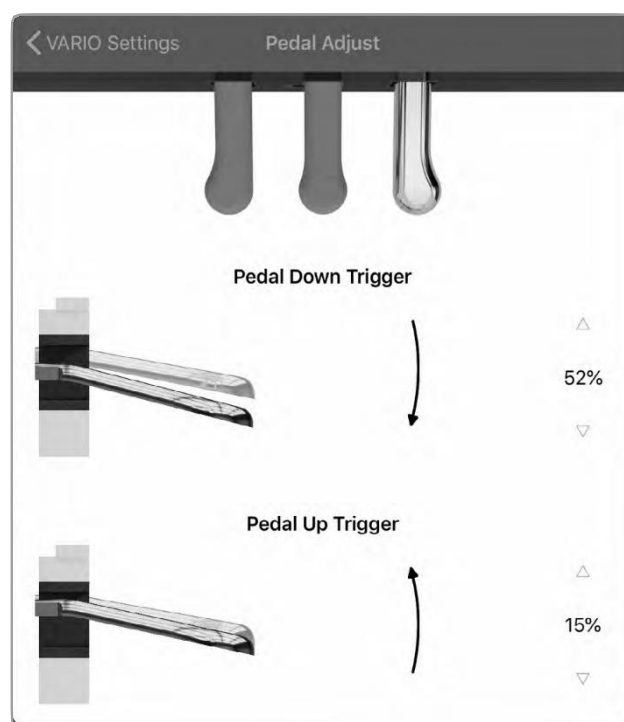 VARIO Settings
Pedal Adjust
Pedal Down Trigger
52%
Pedal Up Trigger
15%